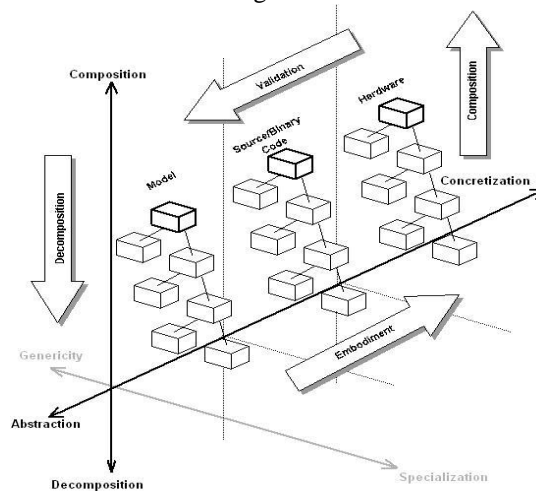 Composition
Validation
Hardware
Composition
Source/Binary
Code
Model
Decomposition
Concretization
Embodiment
Genericity
Abstraction
Decomposition
Specialization